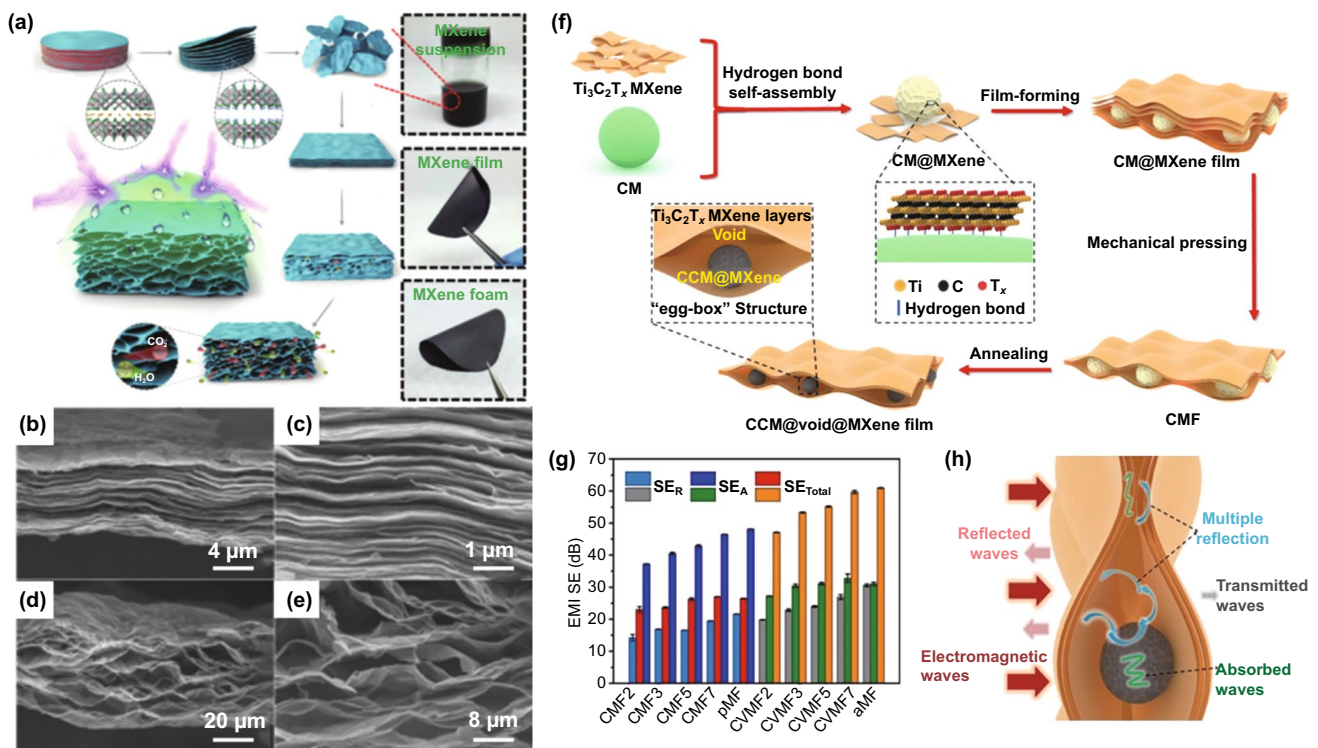 (a)
MXene
suspension
MXene film
MXene foam
CO₂
H₂O
(b)
4 µm
(c)
1 µm
(d)
20 µm
(e)
8 µm
(f)
Ti₃C₂Tₓ MXene
CM
Hydrogen bond
self-assembly
CM@MXene
Film-forming
CM@MXene film
Ti₃C₂Tₓ MXene layers
Void
CCM@MXene
“egg-box” Structure
Ti C Tₓ
Hydrogen bond
Mechanical pressing
Annealing
CCM@void@MXene film
CMF
(g)
EMI SE (dB)
70
60
50
40
30
20
10
0
SE_R SE_A SE_Total
CMF2
CMF3
CMF5
CMF7
pMF
CVMF2
CVMF3
CVMF5
CVMF7
aMF
(h)
Reflected
waves
Electromagnetic
waves
Multiple
reflection
Transmitted
waves
Absorbed
waves